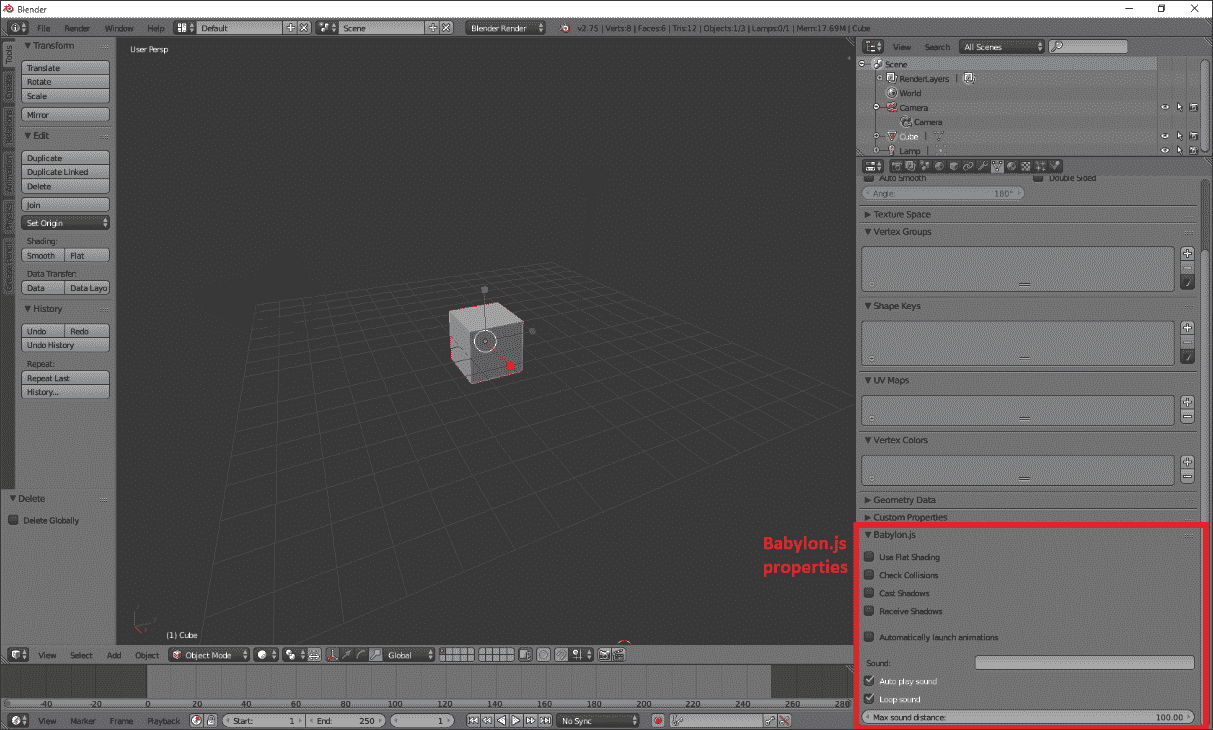 Blender
File Render Window Help Default Scene Blender Render v2.75 | Verts:8 | Faces:6 | Tris:12 | Objects:1/3 | Lamps:0/1 | Mem:17.69M | Cube
Tools
Create
Relations
Animation
Physics
Grease Pencil
Transform
Translate
Rotate
Scale
Mirror
Edit
Duplicate
Duplicate Linked
Delete
Join
Set Origin
Shading:
Smooth Flat
Data Transfer:
Data Data Layo
History
Undo Redo
Undo History
Repeat:
Repeat Last
History...
Delete
Delete Globally
User Persp
(1) Cube
View Select Add Object Object Mode Global
-40 -20 0 20 40 60 80 100 120 140 160 180 200 220 240 260 280
View Marker Frame Playback Start: 1 End: 250 1 No Sync
View Search All Scenes
Scene
RenderLayers |
World
Camera
Camera
Cube |
Lamp |
Auto Smooth Double Sided
Angle: 180°
Texture Space
Vertex Groups
Shape Keys
UV Maps
Vertex Colors
Geometry Data
Custom Properties
Babylon.js
properties
Babylon.js
Use Flat Shading
Check Collisions
Cast Shadows
Receive Shadows
Automatically launch animations
Sound:
Auto play sound
Loop sound
Max sound distance: 100.00